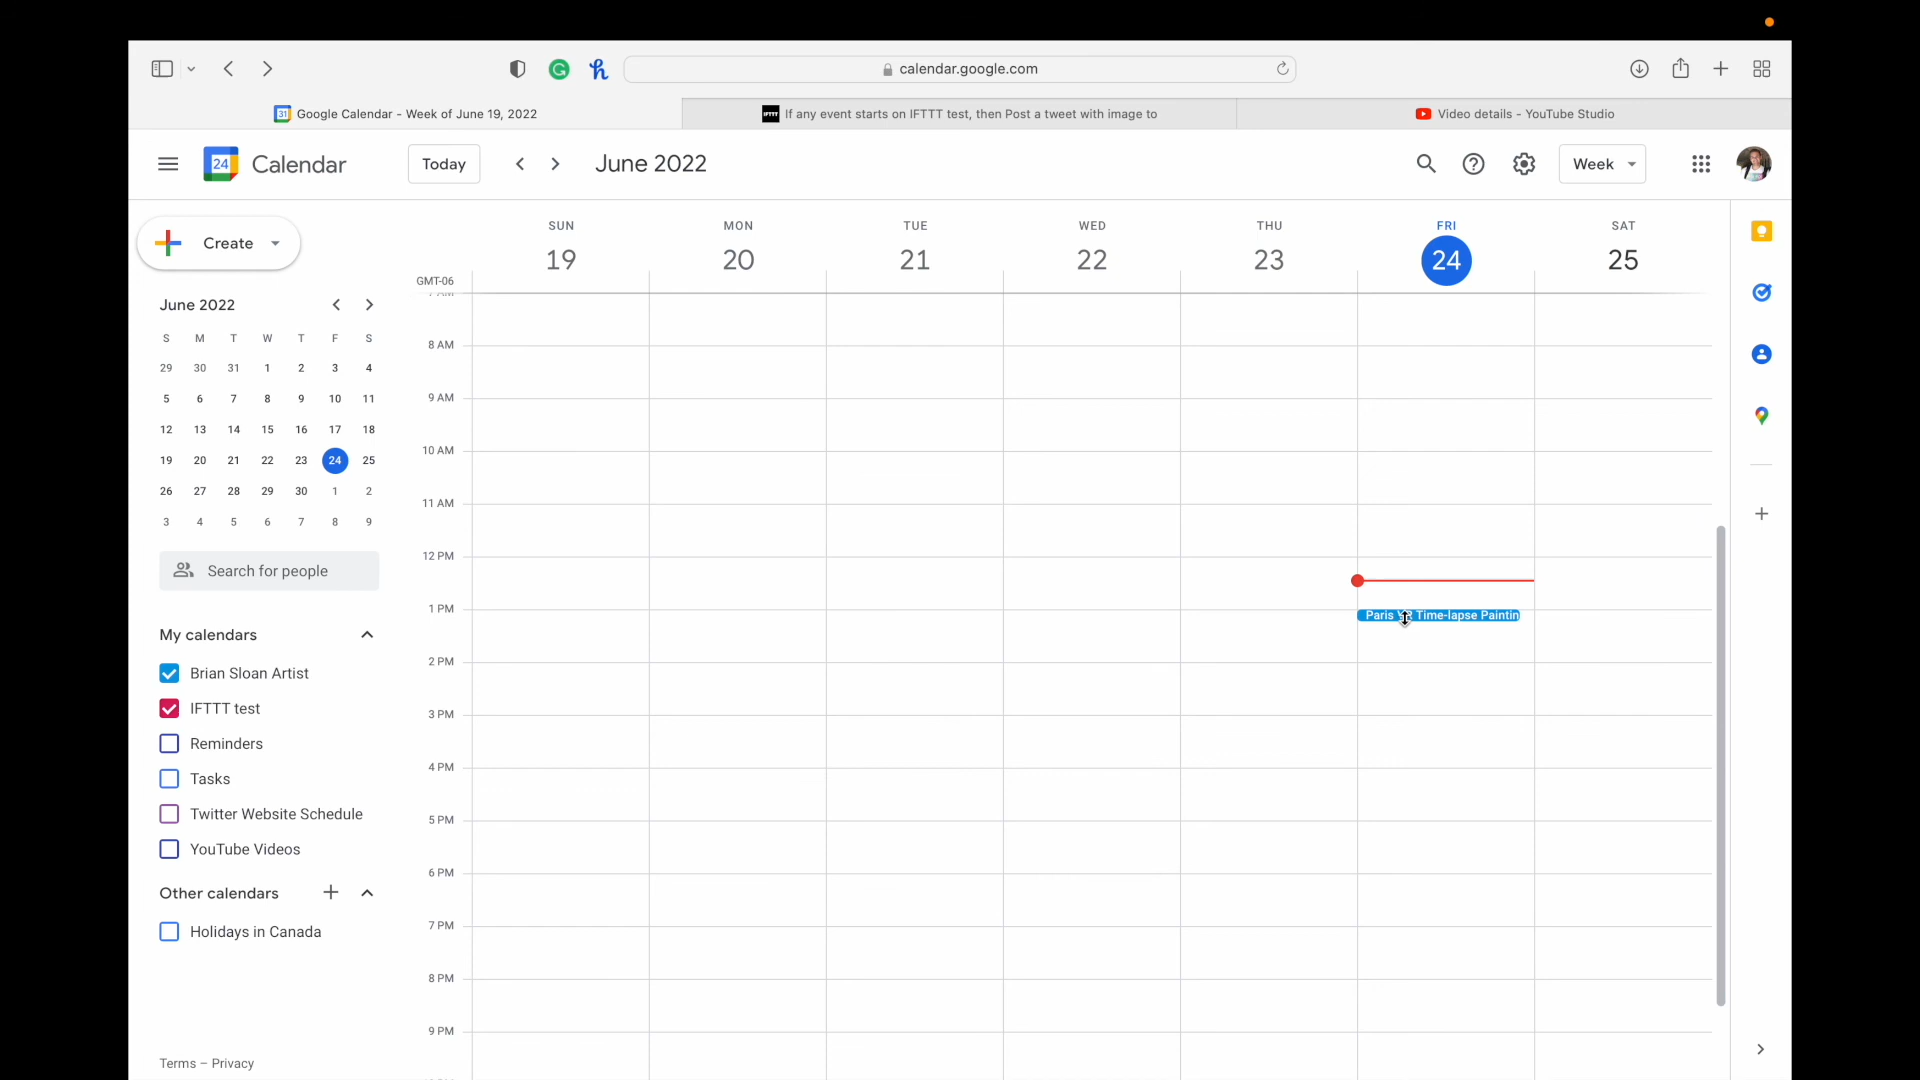 calendar.google.com
31 Google Calendar - Week of June 19, 2022
IFTTT If any event starts on IFTTT test, then Post a tweet with image to
Video details - YouTube Studio
24 Calendar
Today
June 2022
Week
Create
SUN MON TUE WED THU FRI SAT
19 20 21 22 23 24 25
GMT-06
June 2022
S M T W T F S
29 30 31 1 2 3 4
5 6 7 8 9 10 11
12 13 14 15 16 17 18
19 20 21 22 23 24 25
26 27 28 29 30 1 2
3 4 5 6 7 8 9
Search for people
My calendars
Brian Sloan Artist
IFTTT test
Reminders
Tasks
Twitter Website Schedule
YouTube Videos
Other calendars
Holidays in Canada
Terms – Privacy
7 AM
8 AM
9 AM
10 AM
11 AM
12 PM
1 PM
Paris Time-lapse Paintin
2 PM
3 PM
4 PM
5 PM
6 PM
7 PM
8 PM
9 PM